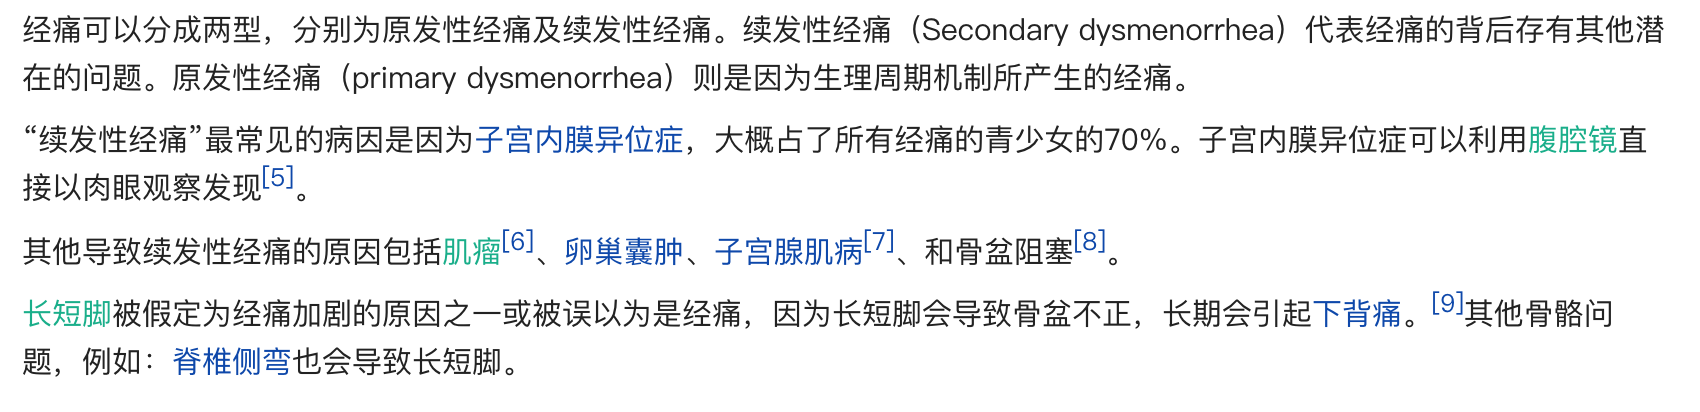 经痛可以分成两型，分别为原发性经痛及续发性经痛。续发性经痛（Secondary dysmenorrhea）代表经痛的背后存有其他潜
在的问题。原发性经痛（primary dysmenorrhea）则是因为生理周期机制所产生的经痛。
“续发性经痛”最常见的病因是因为子宫内膜异位症，大概占了所有经痛的青少女的70%。子宫内膜异位症可以利用腹腔镜直
接以肉眼观察发现[5]。
其他导致续发性经痛的原因包括肌瘤[6]、卵巢囊肿、子宫腺肌病[7]、和骨盆阻塞[8]。
长短脚被假定为经痛加剧的原因之一或被误以为是经痛，因为长短脚会导致骨盆不正，长期会引起下背痛。[9]其他骨骼问
题，例如：脊椎侧弯也会导致长短脚。